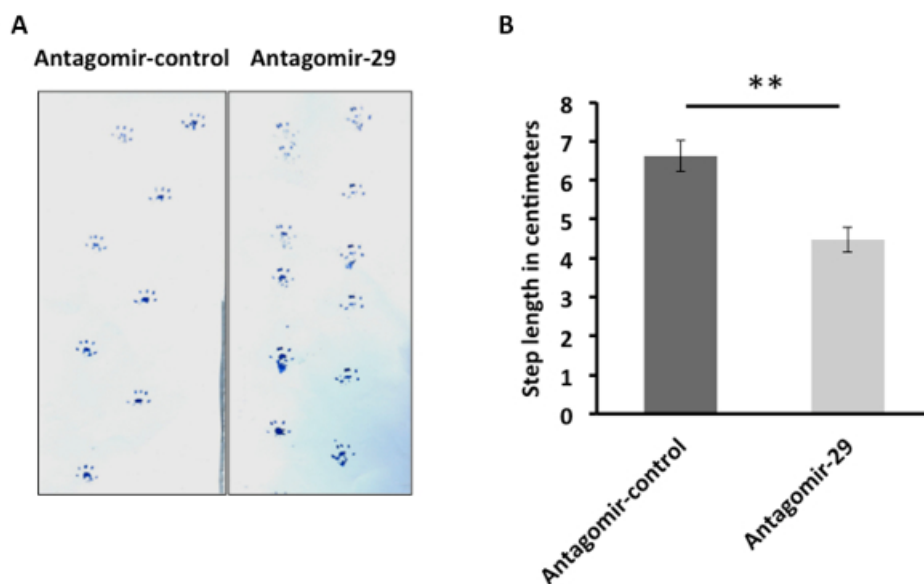 A
Antagomir-control Antagomir-29
B
**
Step length in centimeters
8
7
6
5
4
3
2
1
0
Antagomir-control
Antagomir-29